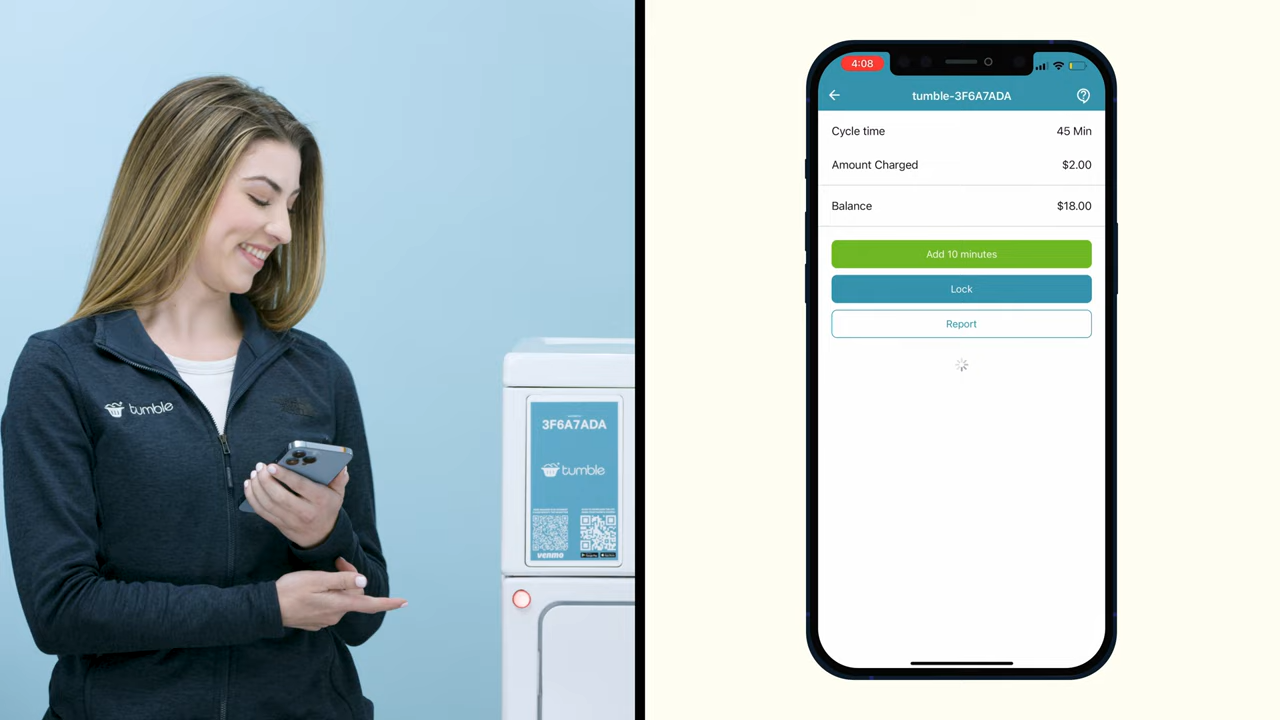 tumble
3F6A7ADA
tumble
venmo
4:08
tumble-3F6A7ADA
Cycle time 45 Min
Amount Charged $2.00
Balance $18.00
Add 10 minutes
Lock
Report